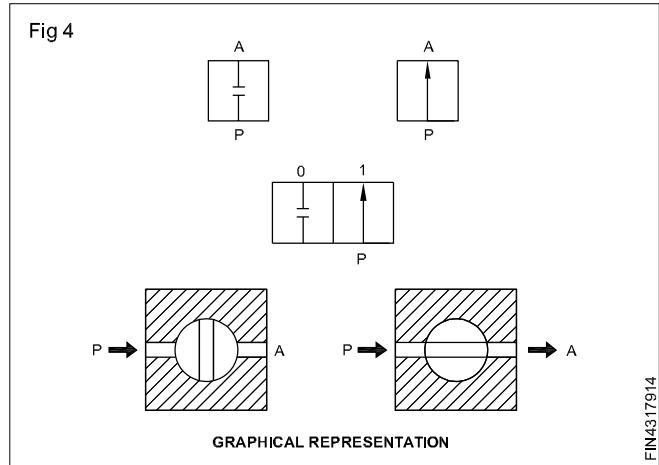 Fig 4
A
A
P
P
0 1
P
P A
P A
GRAPHICAL REPRESENTATION
FIN4317914